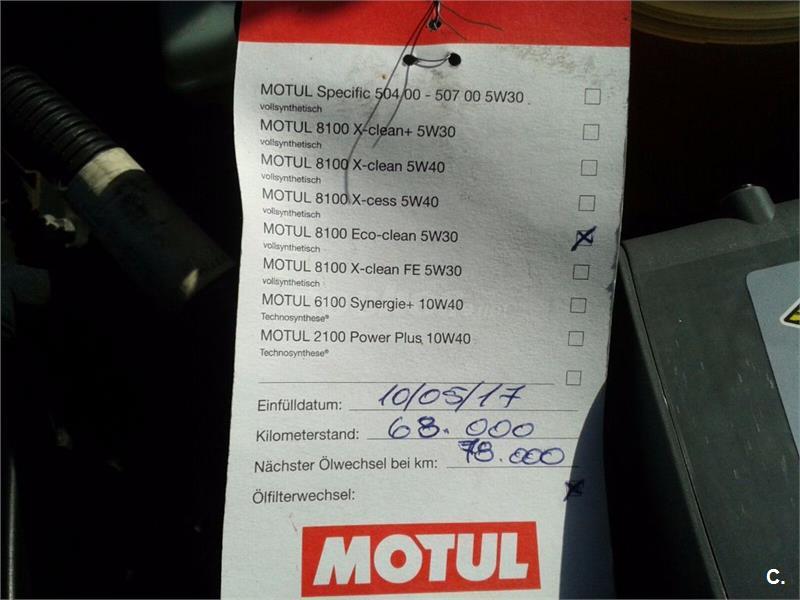 MOTUL Specific 504 00 - 507 00 5W30
vollsynthetisch
MOTUL 8100 X-clean+ 5W30
vollsynthetisch
MOTUL 8100 X-clean 5W40
vollsynthetisch
MOTUL 8100 X-cess 5W40
vollsynthetisch
MOTUL 8100 Eco-clean 5W30
vollsynthetisch
MOTUL 8100 X-clean FE 5W30
vollsynthetisch
MOTUL 6100 Synergie+ 10W40
Technosynthese®
MOTUL 2100 Power Plus 10W40
Technosynthese®
Einfülldatum: 10/05/17
Kilometerstand: 68.000
Nächster Ölwechsel bei km: 78.000
Ölfilterwechsel:
MOTUL
C.